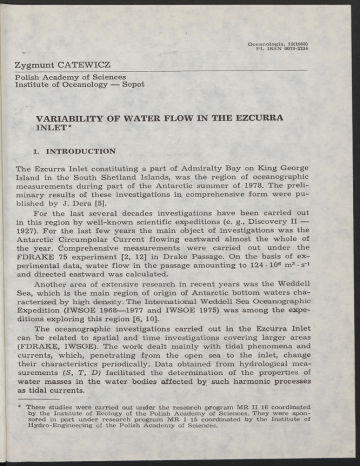 Oceanologia, 15(1983)
PL ISSN 0078-3234
Zygmunt CATEWICZ
Polish Academy of Sciences
Institute of Oceanology — Sopot
VARIABILITY OF WATER FLOW IN THE EZCURRA
INLET*
1. INTRODUCTION
The Ezcurra Inlet constituting a part of Admiralty Bay on King George
Island in the South Shetland Islands, was the region of oceanographic
measurements during part of the Antarctic summer of 1978. The preli-
minary results of these investigations in comprehensive form were pu-
blished by J. Dera [5].
For the last several decades investigations have been carried out
in this region by well-known scientific expeditions (e. g., Discovery II —
1927). For the last few years the main object of investigations was the
Antarctic Circumpolar Current flowing eastward almost the whole of
the year. Comprehensive measurements were carried out under the
FDRAKE 75 experiment [2, 12] in Drake Passage. On the basis of ex-
perimental data, water flow in the passage amounting to 124 · 10⁶ m³ · s⁻¹
and directed eastward was calculated.
Another area of extensive research in recent years was the Weddell
Sea, which is the main region of origin of Antarctic bottom waters cha-
racterized by high density. The International Weddell Sea Oceanographic
Expedition (IWSOE 1968—1977 and IWSOE 1975) was among the expe-
ditions exploring this region [6, 10].
The oceanographic investigations carried out in the Ezcurra Inlet
can be related to spatial and time investigations covering larger areas
(FDRAKE, IWSOE). The work dealt mainly with tidal phenomena and
currents, which, penetrating from the open sea to the inlet, change
their characteristics periodically. Data obtained from hydrological mea-
surements (S, T, D) facilitated the determination of the properties of
water masses in the water bodies affected by such harmonic processes
as tidal currents.
* These studies were carried out under the research program MR II 16 coordinated
by the Institute of Ecology of the Polish Academy of Sciences. They were spon-
sored in part under research program MR I 15 coordinated by the Institute of
Hydro-Engineering of the Polish Academy of Sciences.